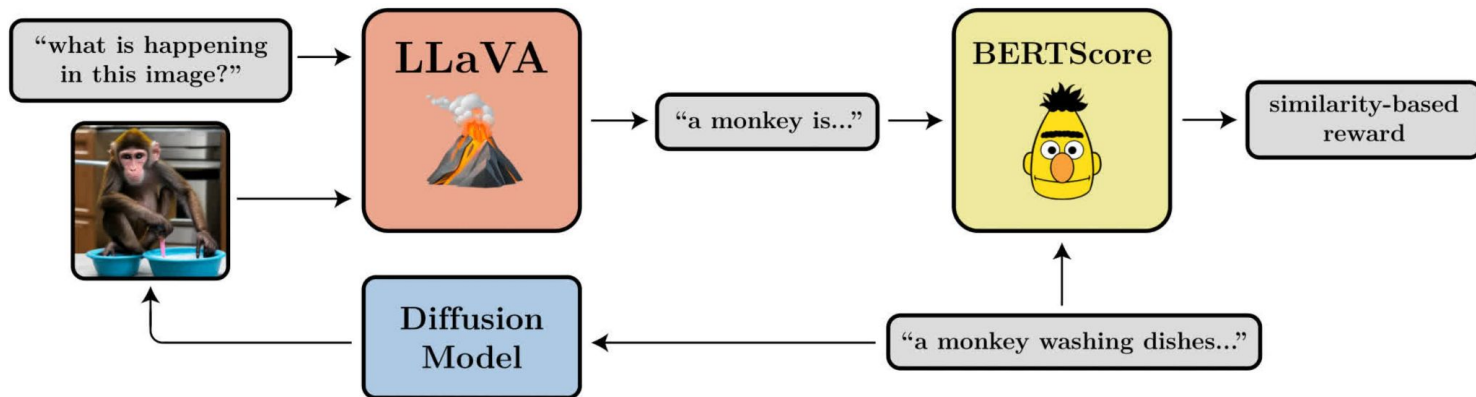 “what is happening
in this image?”
LLaVA
“a monkey is...”
BERTScore
similarity-based
reward
Diffusion
Model
“a monkey washing dishes...”